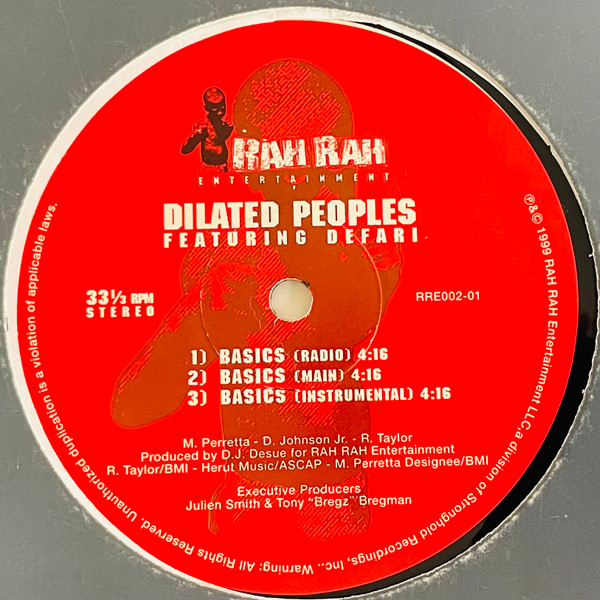 RAH RAH
ENTERTAINMENT
DILATED PEOPLES
FEATURING DEFARI
33⅓ RPM
STEREO
RRE002-01
1) BASICS (RADIO) 4:16
2) BASICS (MAIN) 4:16
3) BASICS (INSTRUMENTAL) 4:16
M. Perretta - D. Johnson Jr. - R. Taylor
Produced by D.J. Desue for RAH RAH Entertainment
R. Taylor/BMI - Herut Music/ASCAP - M. Perretta Designee/BMI
Executive Producers
Julien Smith & Tony "Bregz" Bregman
℗&© 1999 RAH RAH Entertainment LLC,a division of Stronghold Recordings, Inc.. Warning: All Rights Reserved. Unauthorized duplication is a violation of applicable laws.